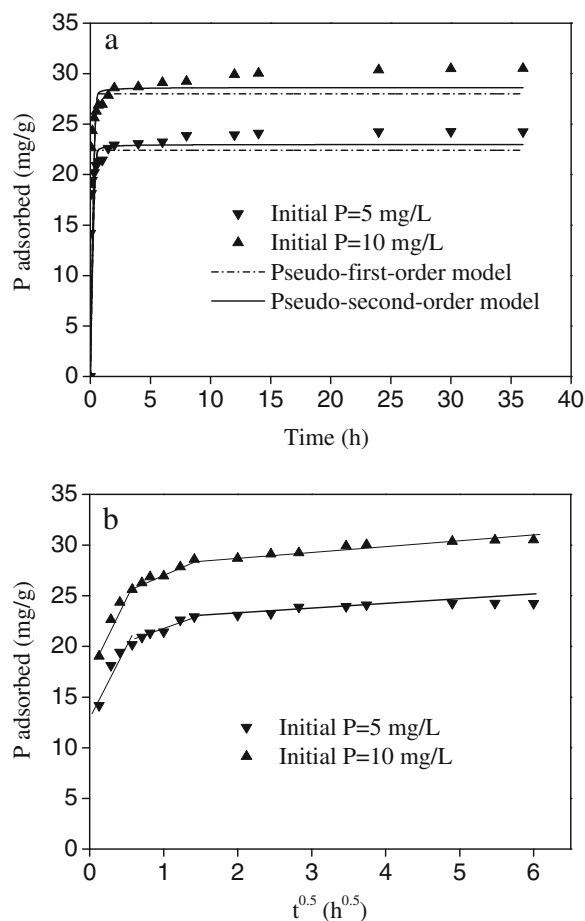 a
35
30
25
20
15
10
5
0
P adsorbed (mg/g)
Initial P=5 mg/L
Initial P=10 mg/L
Pseudo-first-order model
Pseudo-second-order model
0 5 10 15 20 25 30 35 40
Time (h)
b
35
30
25
20
15
10
5
0
P adsorbed (mg/g)
Initial P=5 mg/L
Initial P=10 mg/L
0 1 2 3 4 5 6
t^0.5 (h^0.5)